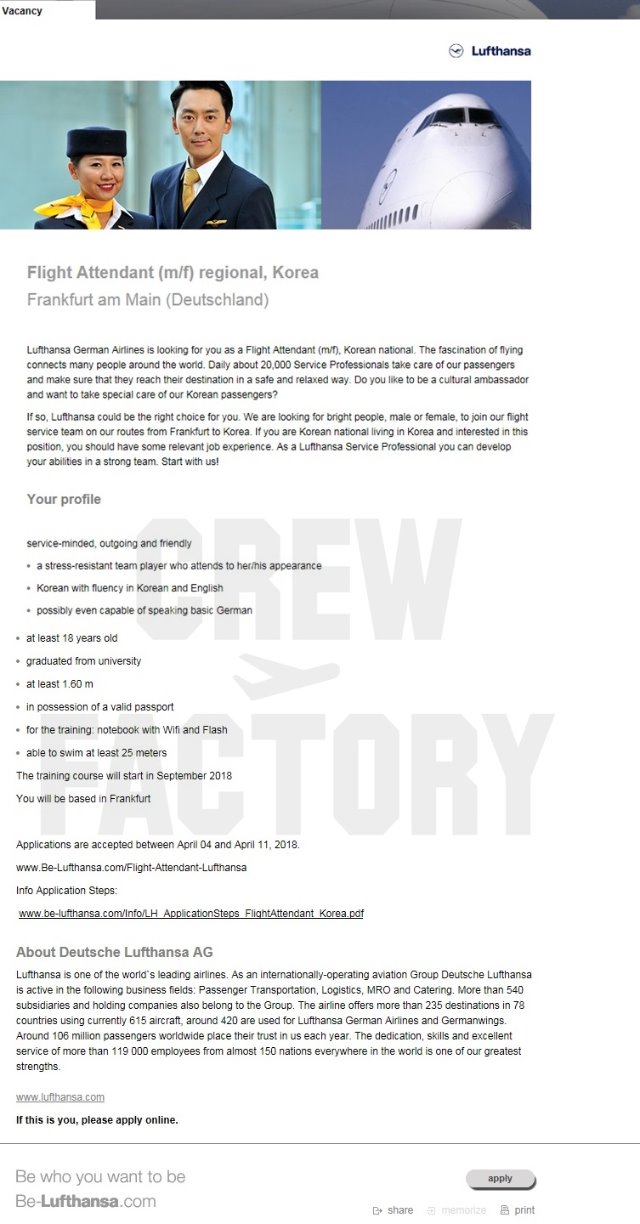 Vacancy
Lufthansa
Flight Attendant (m/f) regional, Korea
Frankfurt am Main (Deutschland)
Lufthansa German Airlines is looking for you as a Flight Attendant (m/f), Korean national. The fascination of flying
connects many people around the world. Daily about 20,000 Service Professionals take care of our passengers
and make sure that they reach their destination in a safe and relaxed way. Do you like to be a cultural ambassador
and want to take special care of our Korean passengers?
If so, Lufthansa could be the right choice for you. We are looking for bright people, male or female, to join our flight
service team on our routes from Frankfurt to Korea. If you are Korean national living in Korea and interested in this
position, you should have some relevant job experience. As a Lufthansa Service Professional you can develop
your abilities in a strong team. Start with us!
Your profile
CREW
FACTORY
service-minded, outgoing and friendly
• a stress-resistant team player who attends to her/his appearance
• Korean with fluency in Korean and English
• possibly even capable of speaking basic German
• at least 18 years old
• graduated from university
• at least 1.60 m
• in possession of a valid passport
• for the training: notebook with Wifi and Flash
• able to swim at least 25 meters
The training course will start in September 2018
You will be based in Frankfurt
Applications are accepted between April 04 and April 11, 2018.
www.Be-Lufthansa.com/Flight-Attendant-Lufthansa
Info Application Steps:
www.be-lufthansa.com/Info/LH_ApplicationSteps_FlightAttendant_Korea.pdf
About Deutsche Lufthansa AG
Lufthansa is one of the world`s leading airlines. As an internationally-operating aviation Group Deutsche Lufthansa
is active in the following business fields: Passenger Transportation, Logistics, MRO and Catering. More than 540
subsidiaries and holding companies also belong to the Group. The airline offers more than 235 destinations in 78
countries using currently 615 aircraft, around 420 are used for Lufthansa German Airlines and Germanwings.
Around 106 million passengers worldwide place their trust in us each year. The dedication, skills and excellent
service of more than 119 000 employees from almost 150 nations everywhere in the world is one of our greatest
strengths.
www.lufthansa.com
If this is you, please apply online.
Be who you want to be
Be-Lufthansa.com
apply
share
memorize
print